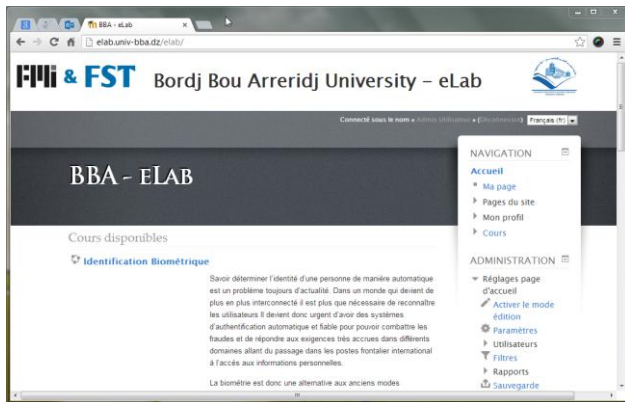 BBA - eLab
elab.univ-bba.dz/elab/
& FST Bordj Bou Arreridj University - eLab
Connecté sous le nom « Admin utilisateur » (Déconnexion) Français (fr)
BBA - ELAB
Cours disponibles
Identification Biométrique
Savoir déterminer l'identité d'une personne de manière automatique
est un problème toujours d'actualité. Dans un monde qui devient de
plus en plus interconnecté il est plus que nécessaire de reconnaître
les utilisateurs Il devient donc urgent d'avoir des systèmes
d'authentification automatique et fiable pour pouvoir combattre les
fraudes et de répondre aux exigences très accrues dans différents
domaines allant du passage dans les postes frontalier international
à l'accés aux informations personnelles.
La biométrie est donc une alternative aux anciens modes
NAVIGATION
Accueil
Ma page
Pages du site
Mon profil
Cours
ADMINISTRATION
Réglages page
d'accueil
Activer le mode
édition
Paramètres
Utilisateurs
Filtres
Rapports
Sauvegarde